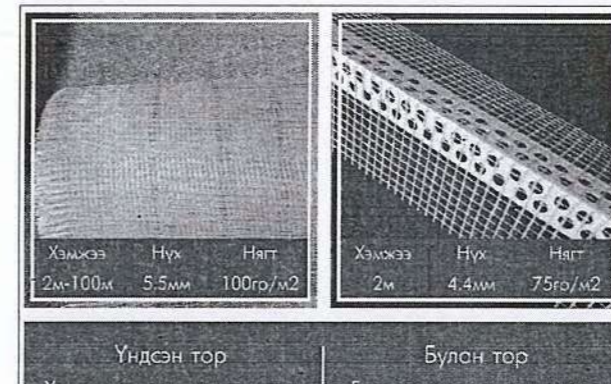 Хэмжээ Нүх Нягт
2м-100м 5.5мм 100гр/м2
Хэмжээ Нүх Нягт
2м 4.4мм 75гр/м2
Үндсэн тор
Булан тор